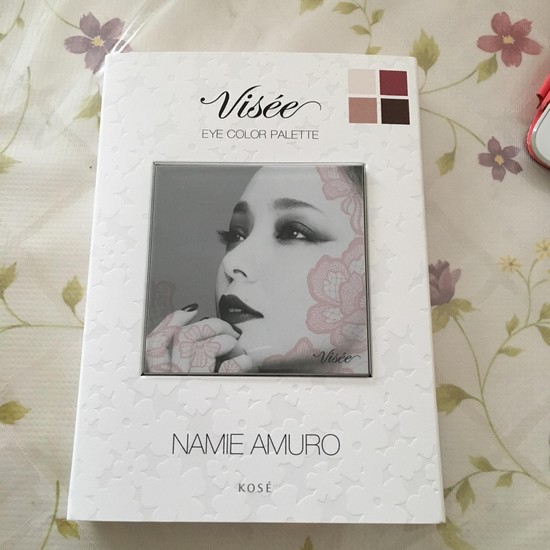 Visée
EYE COLOR PALETTE
Visée
NAMIE AMURO
KOSÉ